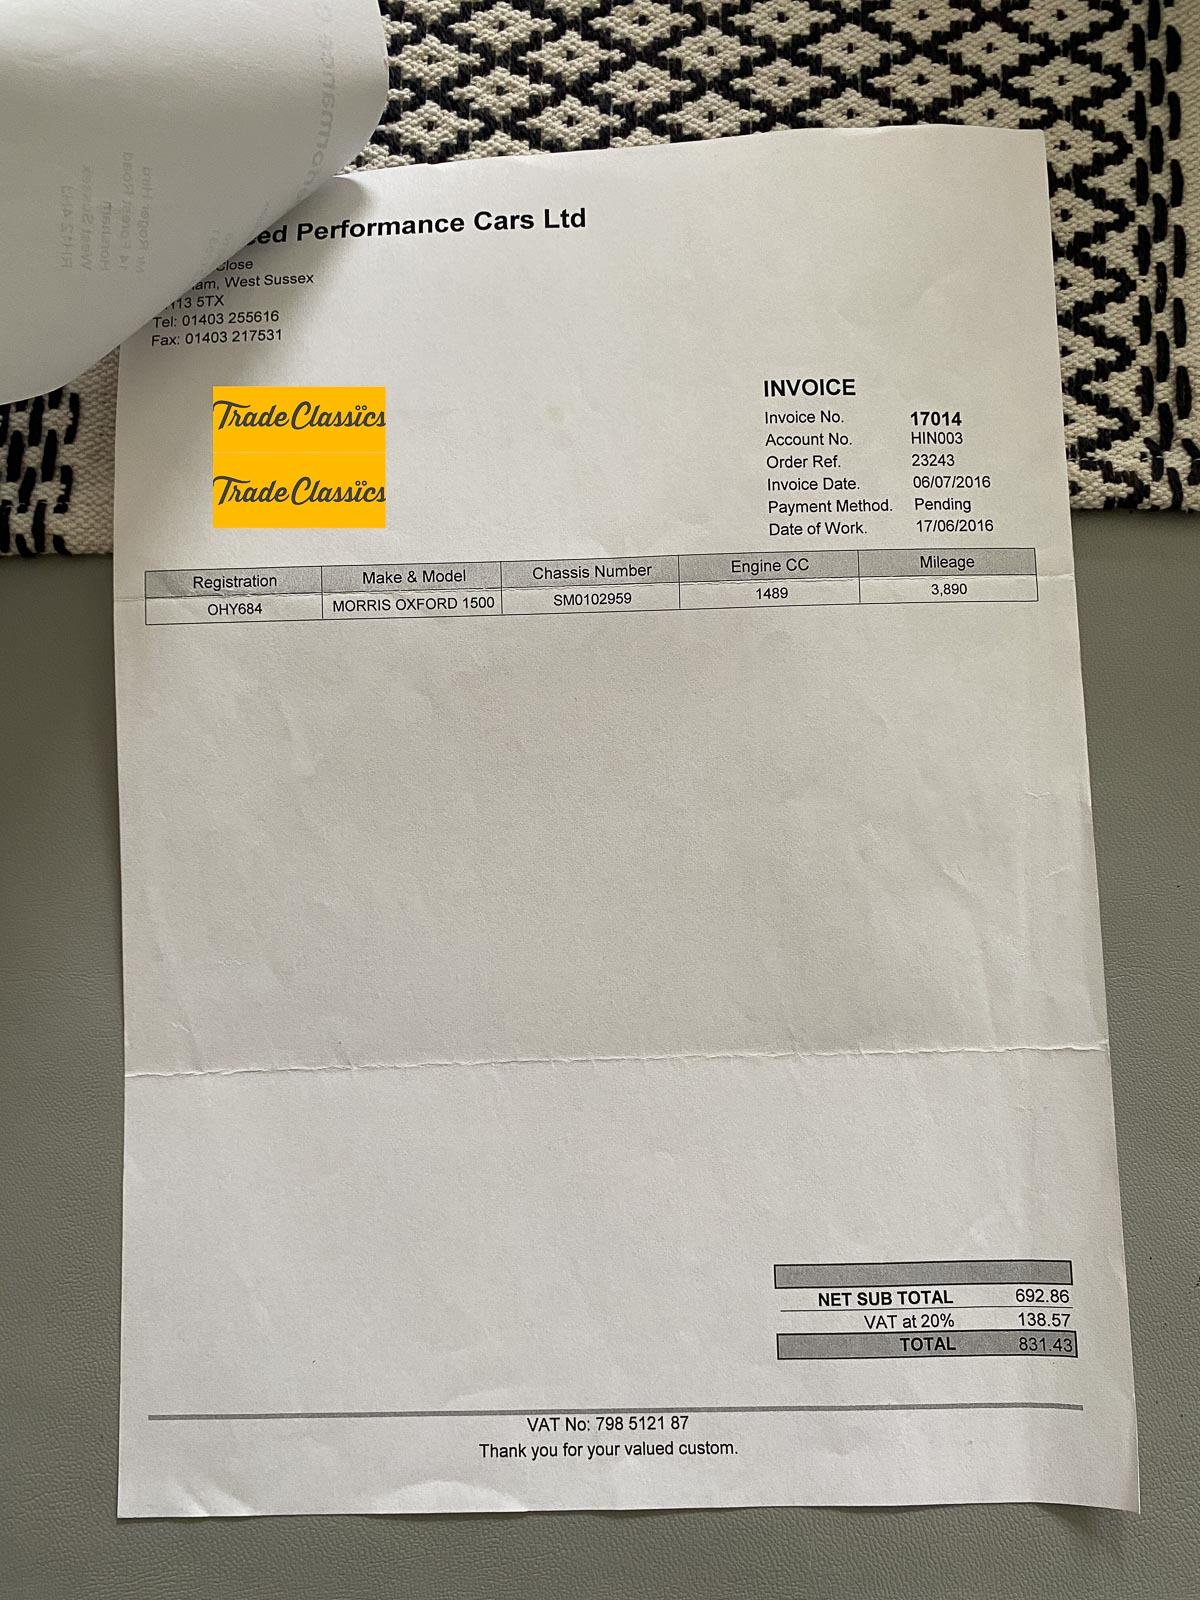 Performance Cars Ltd
Close
West Sussex
5TX
Tel: 01403 255616
Fax: 01403 217531
Trade Classics
Trade Classics
INVOICE
Invoice No. 17014
Account No. HIN003
Order Ref. 23243
Invoice Date. 06/07/2016
Payment Method. Pending
Date of Work. 17/06/2016
Registration Make & Model Chassis Number Engine CC Mileage
OHY684 MORRIS OXFORD 1500 SM0102959 1489 3,890
NET SUB TOTAL 692.86
VAT at 20% 138.57
TOTAL 831.43
VAT No: 798 5121 87
Thank you for your valued custom.